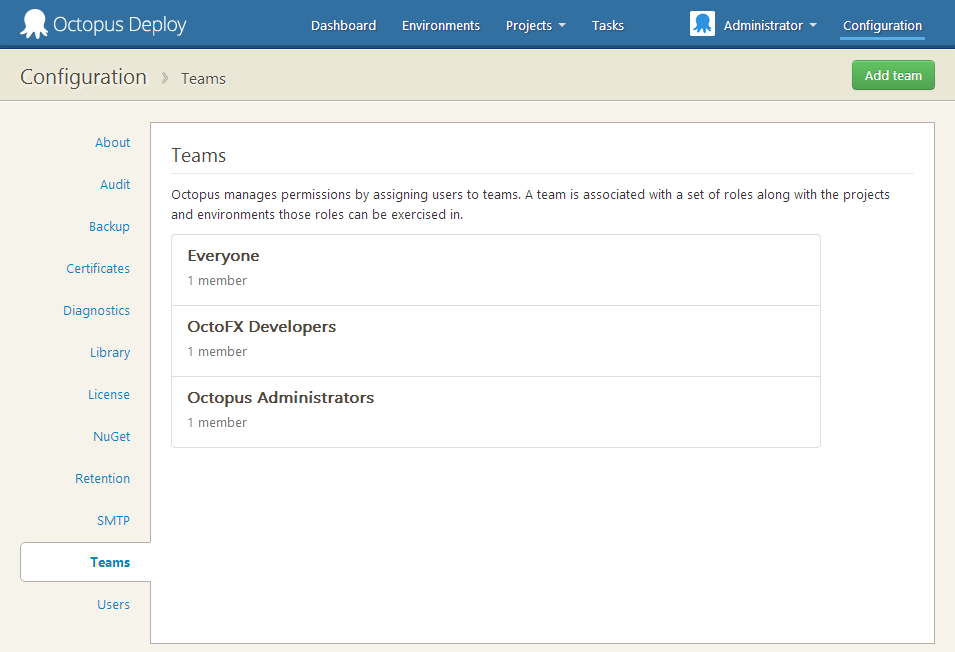 Octopus Deploy
Dashboard
Environments
Projects
Tasks
Administrator
Configuration
Configuration
Teams
Add team
About
Audit
Backup
Certificates
Diagnostics
Library
License
NuGet
Retention
SMTP
Teams
Users
Teams
Octopus manages permissions by assigning users to teams. A team is associated with a set of roles along with the projects
and environments those roles can be exercised in.
Everyone
1 member
OctoFX Developers
1 member
Octopus Administrators
1 member